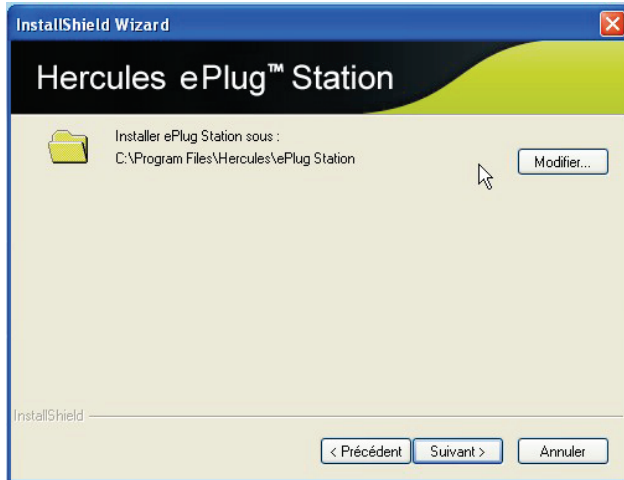 InstallShield Wizard
Hercules ePlug™ Station
Installer ePlug Station sous :
C:\Program Files\Hercules\ePlug Station
Modifier...
InstallShield
< Précédent
Suivant >
Annuler